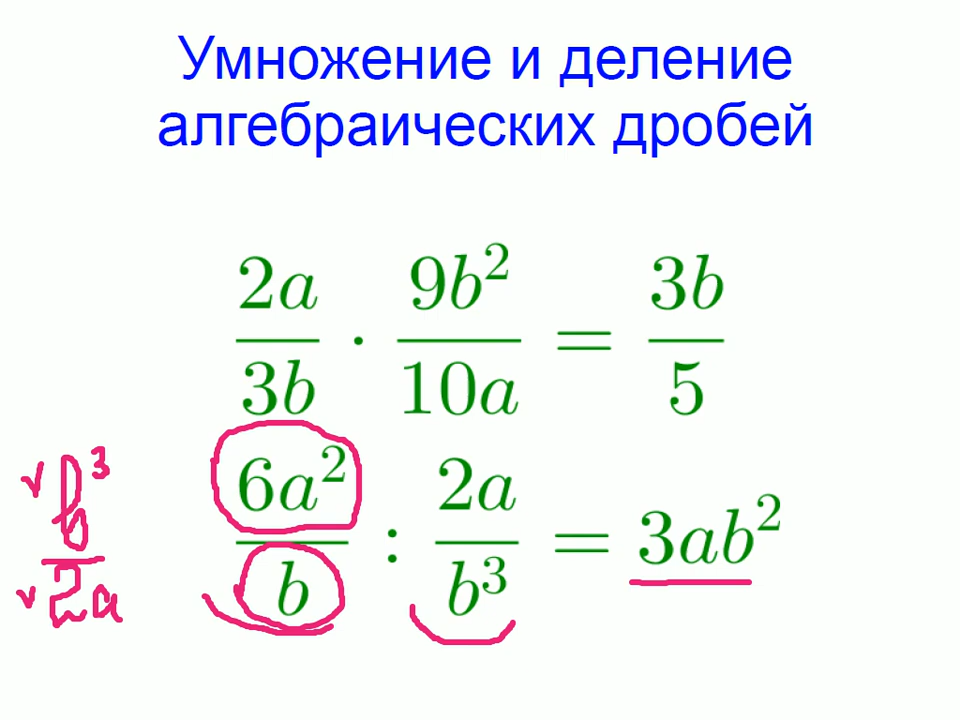 Умножение и деление
алгебраических дробей
2a/3b · 9b²/10a = 3b/5
6a²/b : 2a/b³ = 3ab²
√ b³/√ 2a